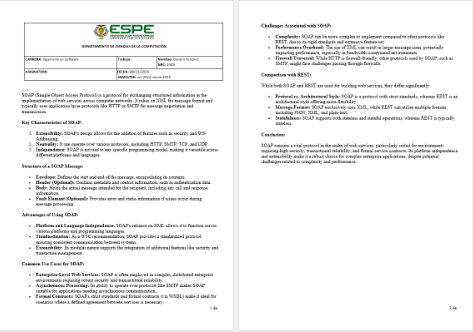 ESPE
DEPARTAMENTO DE CIENCIAS DE LA COMPUTACIÓN
CARRERA: Ingeniería en Software
Trabajo:
Nombre:
NRC:
ASIGNATURA:
FECHA:
SEMESTRE:
SOAP (Simple Object Access Protocol) is a protocol for exchanging structured information in the
implementation of web services across computer networks. It relies on XML for message format and
typically uses application layer protocols like HTTP or SMTP for message negotiation and
transmission.
Key Characteristics of SOAP:
1. Extensibility: SOAP's design allows for the addition of features such as security and WS-
Addressing.
2. Neutrality: It can operate over various protocols, including HTTP, SMTP, TCP, and UDP.
3. Independence: SOAP is not tied to any specific programming model, making it versatile across
different platforms and languages.
Structure of a SOAP Message:
• Envelope: Defines the start and end of the message, encapsulating its contents.
• Header (Optional): Contains metadata and control information, such as authentication data.
• Body: Holds the actual message intended for the recipient, including any call and response
information.
• Fault Element (Optional): Provides error and status information if issues occur during
message processing.
Advantages of Using SOAP:
• Platform and Language Independence: SOAP's reliance on XML allows it to function across
various platforms and programming languages.
• Standardization: As a W3C recommendation, SOAP provides a standardized protocol
ensuring consistent communication between systems.
• Extensibility: Its modular nature supports the integration of additional features like security and
transaction management.
Common Use Cases for SOAP:
• Enterprise-Level Web Services: SOAP is often employed in complex, distributed enterprise
environments requiring robust security and transactional reliability.
• Asynchronous Processing: Its ability to operate over protocols like SMTP makes SOAP
suitable for applications needing asynchronous communication.
• Formal Contracts: SOAP's strict standards and formal contracts (via WSDL) make it ideal for
scenarios where a defined agreement between services is necessary.
1 de
Challenges Associated with SOAP:
• Complexity: SOAP can be more complex to implement compared to other protocols like
REST, due to its rigid standards and extensive feature set.
• Performance Overhead: The use of XML can result in larger message sizes, potentially
impacting performance, especially in bandwidth-constrained environments.
• Firewall Traversal: While HTTP is firewall-friendly, other protocols used by SOAP, such as
SMTP, might face challenges passing through firewalls.
Comparison with REST:
While both SOAP and REST are used for building web services, they differ significantly:
• Protocol vs. Architectural Style: SOAP is a protocol with strict standards, whereas REST is an
architectural style offering more flexibility.
• Message Format: SOAP exclusively uses XML, while REST can utilize multiple formats,
including JSON, XML, and plain text.
• Statefulness: SOAP supports both stateless and stateful operations, whereas REST is typically
stateless.
Conclusion:
SOAP remains a vital protocol in the realm of web services, particularly suited for environments
requiring high security, transactional reliability, and formal service contracts. Its platform independence
and extensibility make it a robust choice for complex enterprise applications, despite potential
challenges related to complexity and performance.
2 de